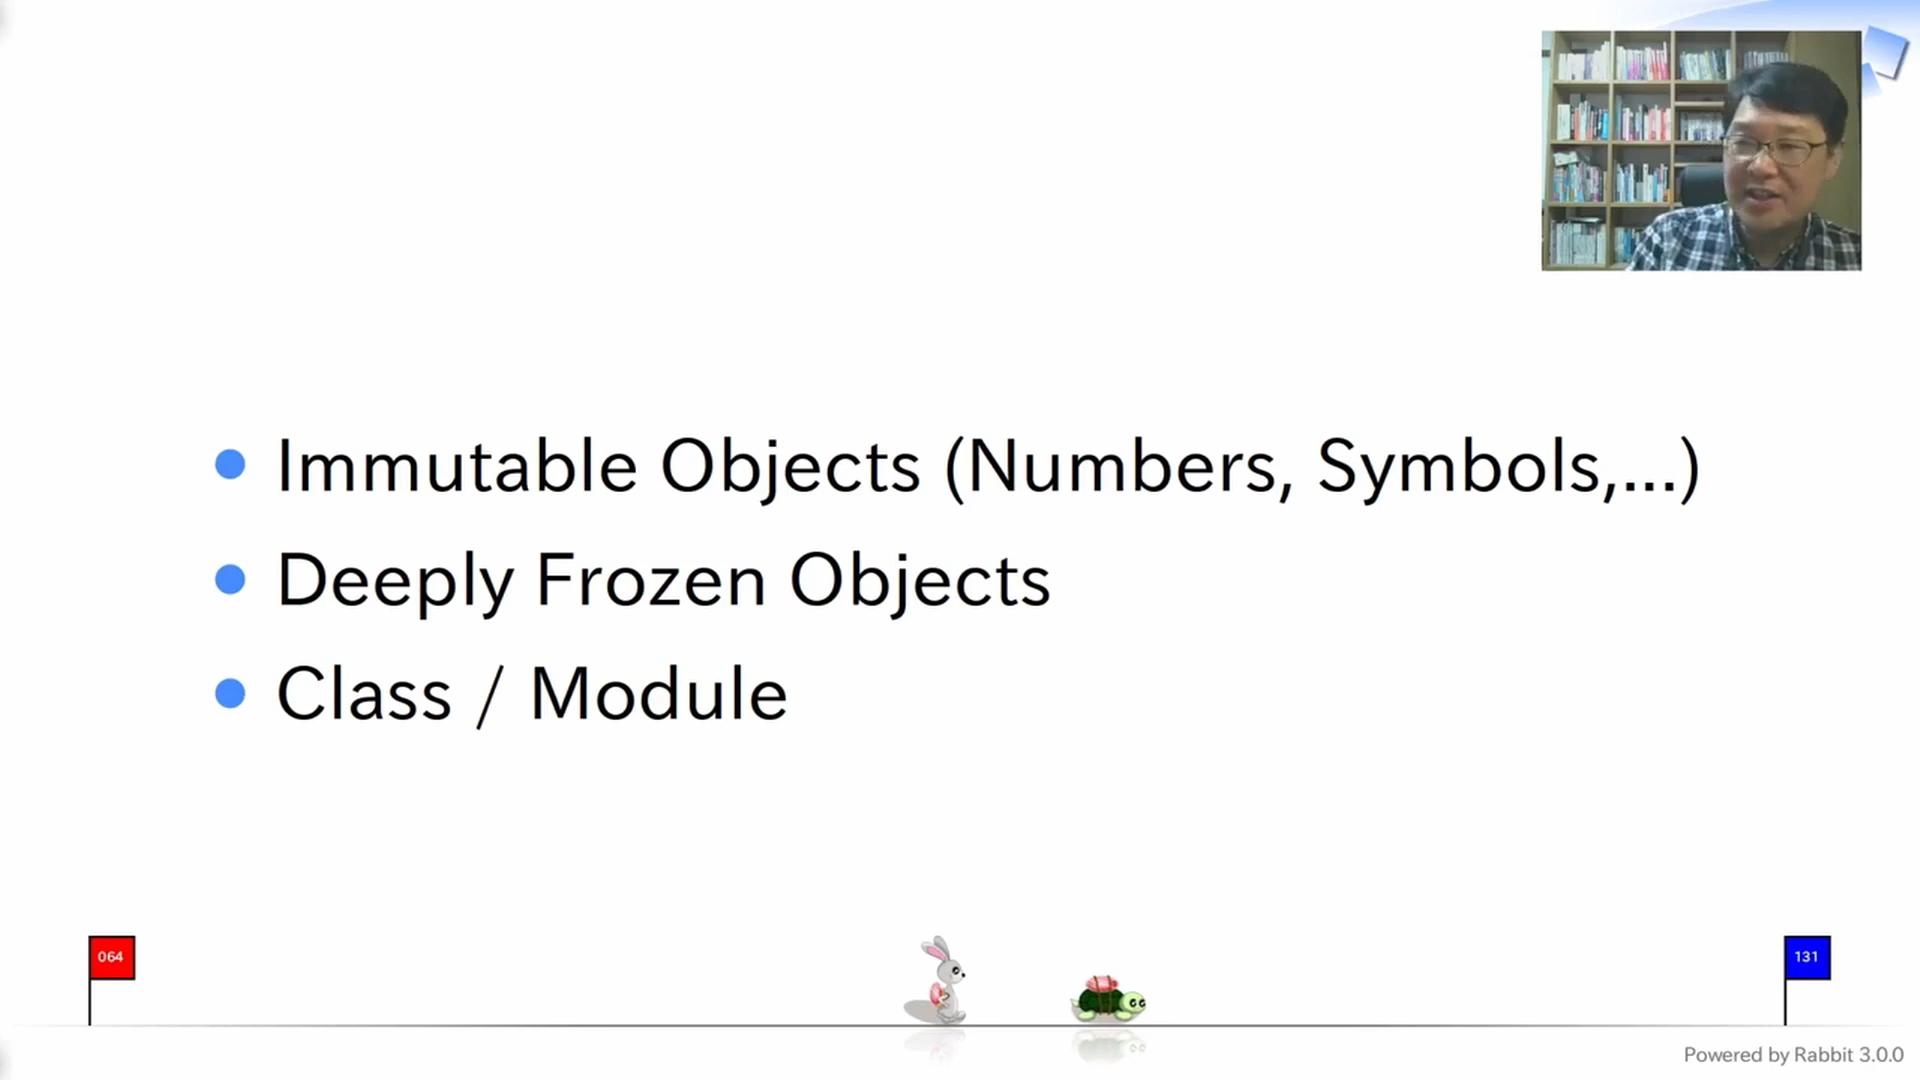 Immutable Objects (Numbers, Symbols,...)
Deeply Frozen Objects
Class / Module
064
131
Powered by Rabbit 3.0.0